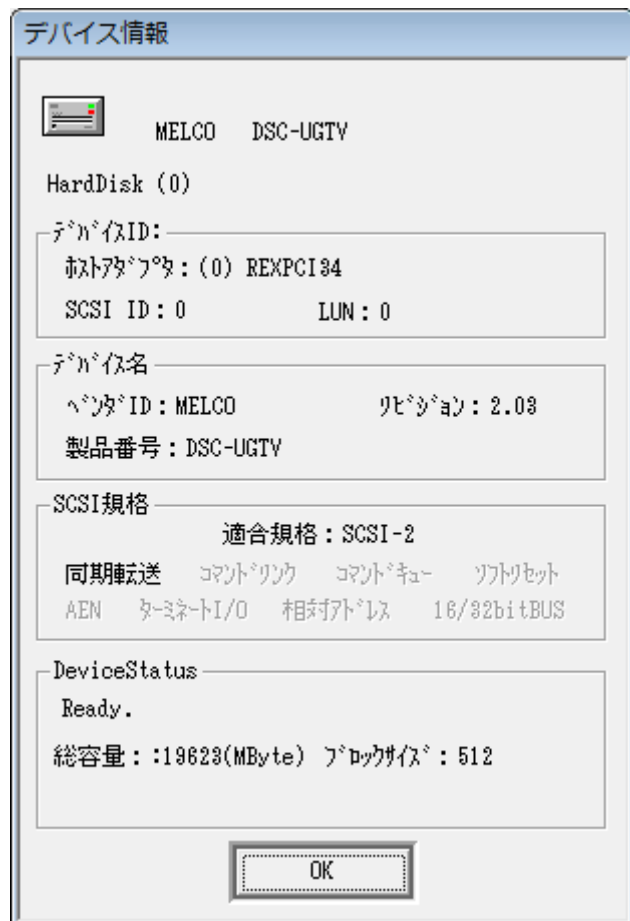 デバイス情報
MELCO DSC-UGTV
HardDisk (0)
ﾃﾞﾊﾞｲｽID:
ﾎｽﾄｱﾀﾞﾌﾟﾀ：(0) REXPCI34
SCSI ID：0 LUN：0
ﾃﾞﾊﾞｲｽ名
ﾍﾞﾝﾀﾞID：MELCO ﾘﾋﾞｼﾞｮﾝ：2.03
製品番号：DSC-UGTV
SCSI規格
適合規格：SCSI-2
同期転送 ｺﾏﾝﾄﾞﾘﾝｸ ｺﾏﾝﾄﾞｷｭｰ ｿﾌﾄﾘｾｯﾄ
AEN ﾀｰﾐﾈｰﾄI/O 相対ｱﾄﾞﾚｽ 16/32bitBUS
DeviceStatus
Ready.
総容量：:19623(MByte) ﾌﾞﾛｯｸｻｲｽﾞ：512
OK